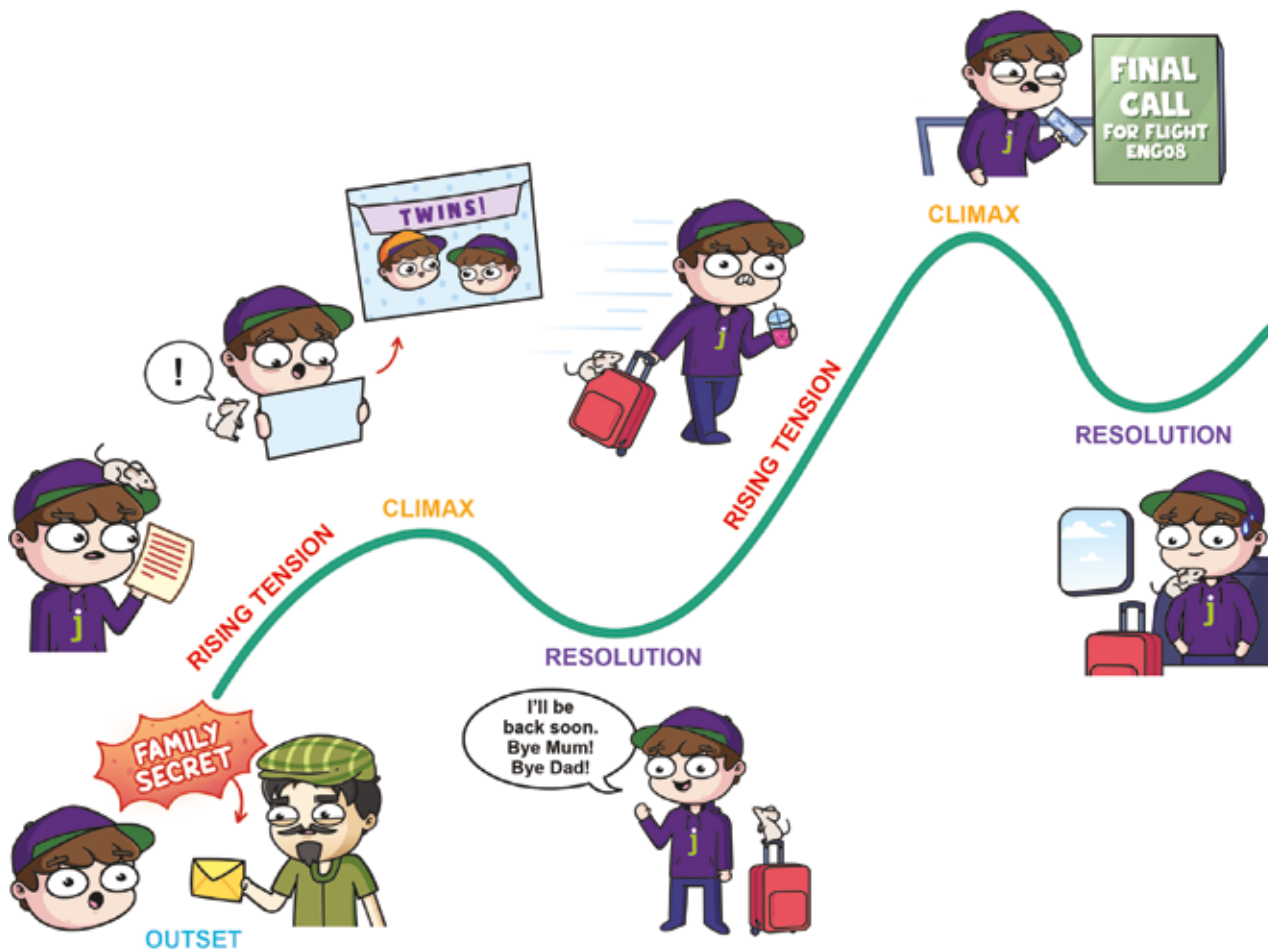 FINAL
CALL
FOR FLIGHT
ENG08
CLIMAX
TWINS!
!
j
RISING TENSION
RESOLUTION
j
CLIMAX
RISING TENSION
j
RESOLUTION
j
FAMILY
SECRET
I'll be
back soon.
Bye Mum!
Bye Dad!
j
OUTSET